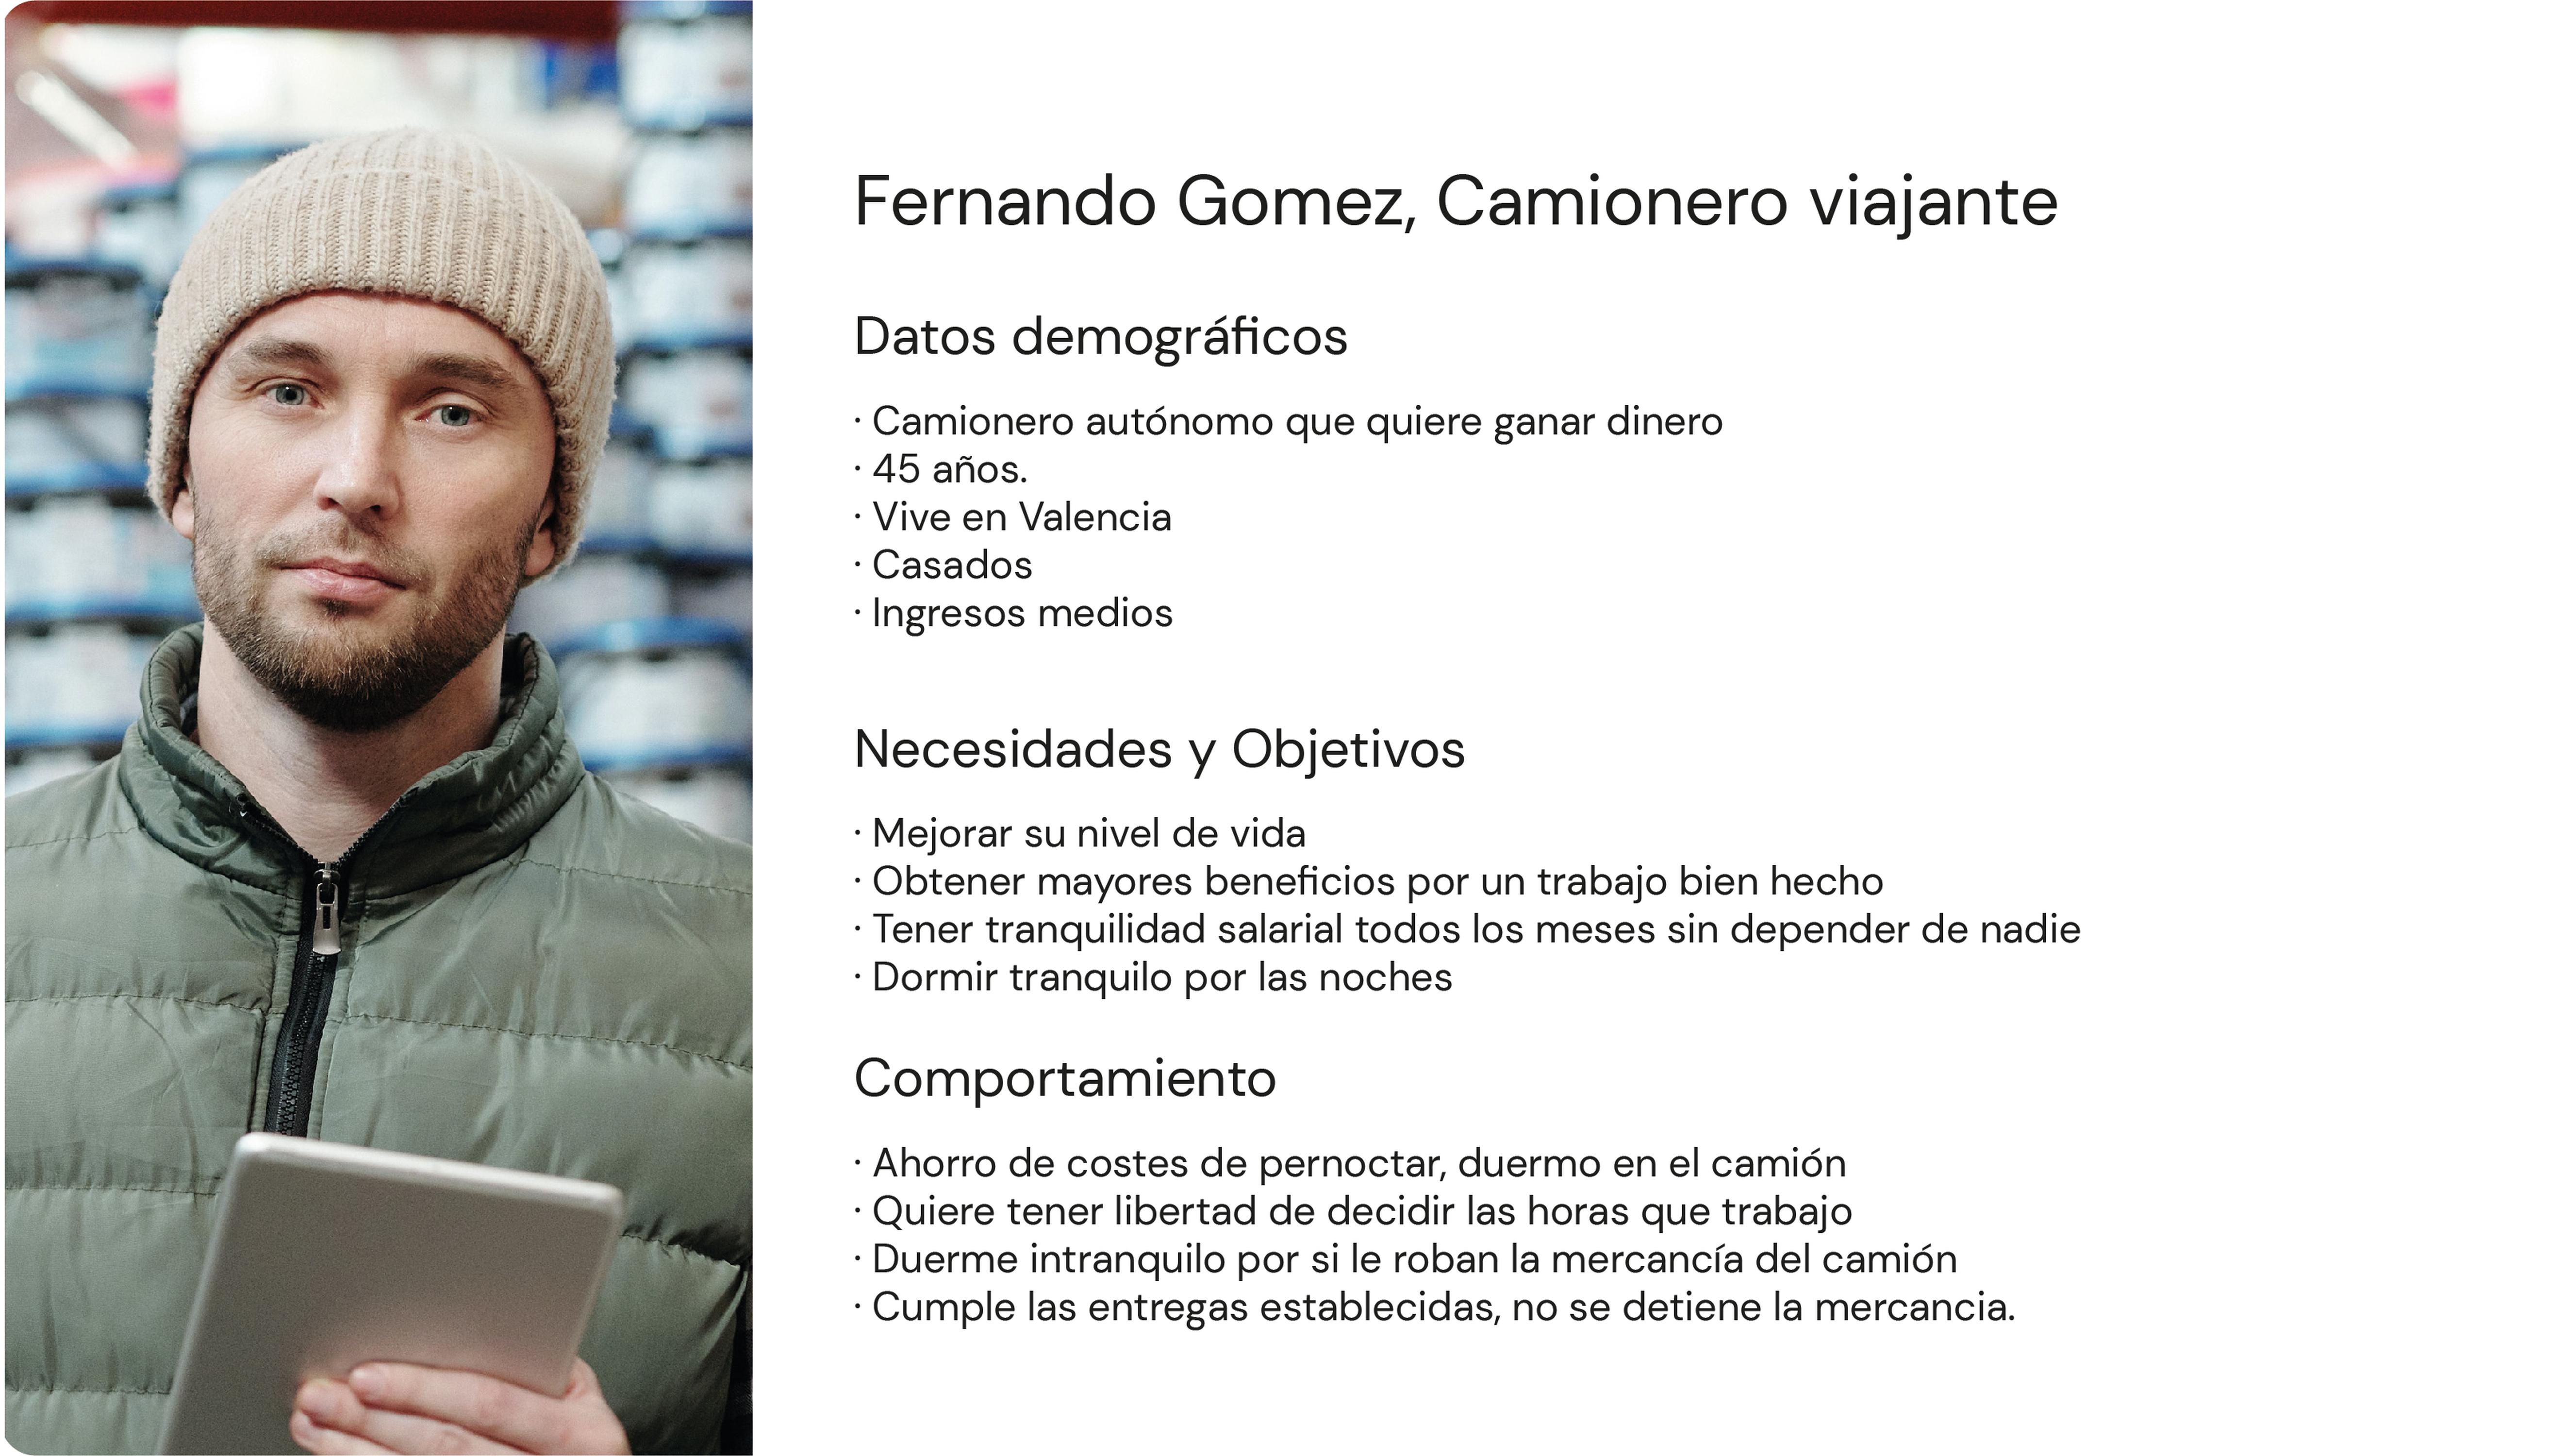 Fernando Gomez, Camionero viajante
Datos demográficos
· Camionero autónomo que quiere ganar dinero
· 45 años.
· Vive en Valencia
· Casados
· Ingresos medios
Necesidades y Objetivos
· Mejorar su nivel de vida
· Obtener mayores beneficios por un trabajo bien hecho
· Tener tranquilidad salarial todos los meses sin depender de nadie
· Dormir tranquilo por las noches
Comportamiento
· Ahorro de costes de pernoctar, duermo en el camión
· Quiere tener libertad de decidir las horas que trabajo
· Duerme intranquilo por si le roban la mercancía del camión
· Cumple las entregas establecidas, no se detiene la mercancia.